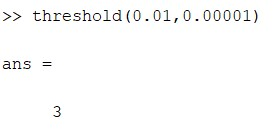 >> threshold(0.01,0.00001)
ans =
3